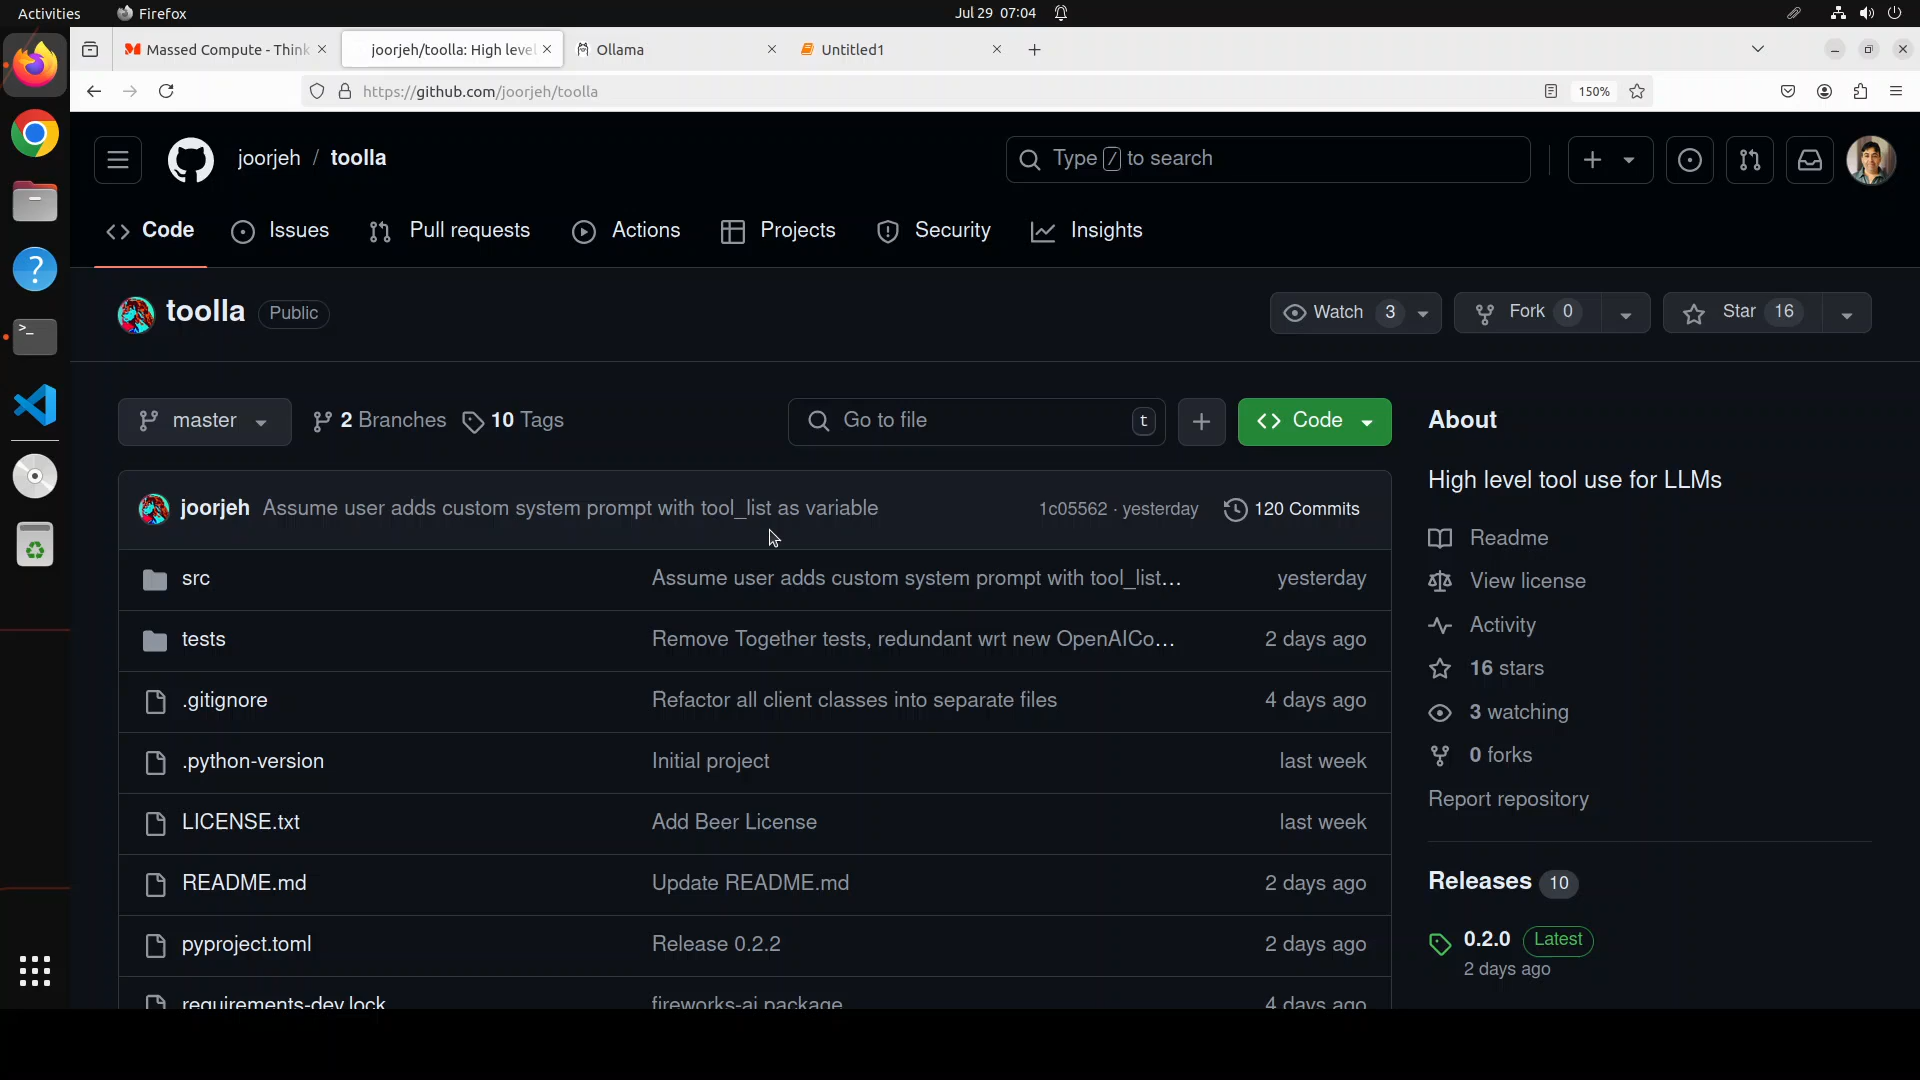 Activities Firefox Jul 29 07:04
Massed Compute - Think joorjeh/toolla: High level Ollama Untitled1
https://github.com/joorjeh/toolla 150%
joorjeh / toolla Type / to search
Code Issues Pull requests Actions Projects Security Insights
toolla Public Watch 3 Fork 0 Star 16
master 2 Branches 10 Tags Go to file t Code
joorjeh Assume user adds custom system prompt with tool_list as variable 1c05562 · yesterday 120 Commits
src Assume user adds custom system prompt with tool_list... yesterday
tests Remove Together tests, redundant wrt new OpenAICo... 2 days ago
.gitignore Refactor all client classes into separate files 4 days ago
.python-version Initial project last week
LICENSE.txt Add Beer License last week
README.md Update README.md 2 days ago
pyproject.toml Release 0.2.2 2 days ago
requirements-dev.lock fireworks-ai package 4 days ago
About
High level tool use for LLMs
Readme
View license
Activity
16 stars
3 watching
0 forks
Report repository
Releases 10
0.2.0 Latest
2 days ago